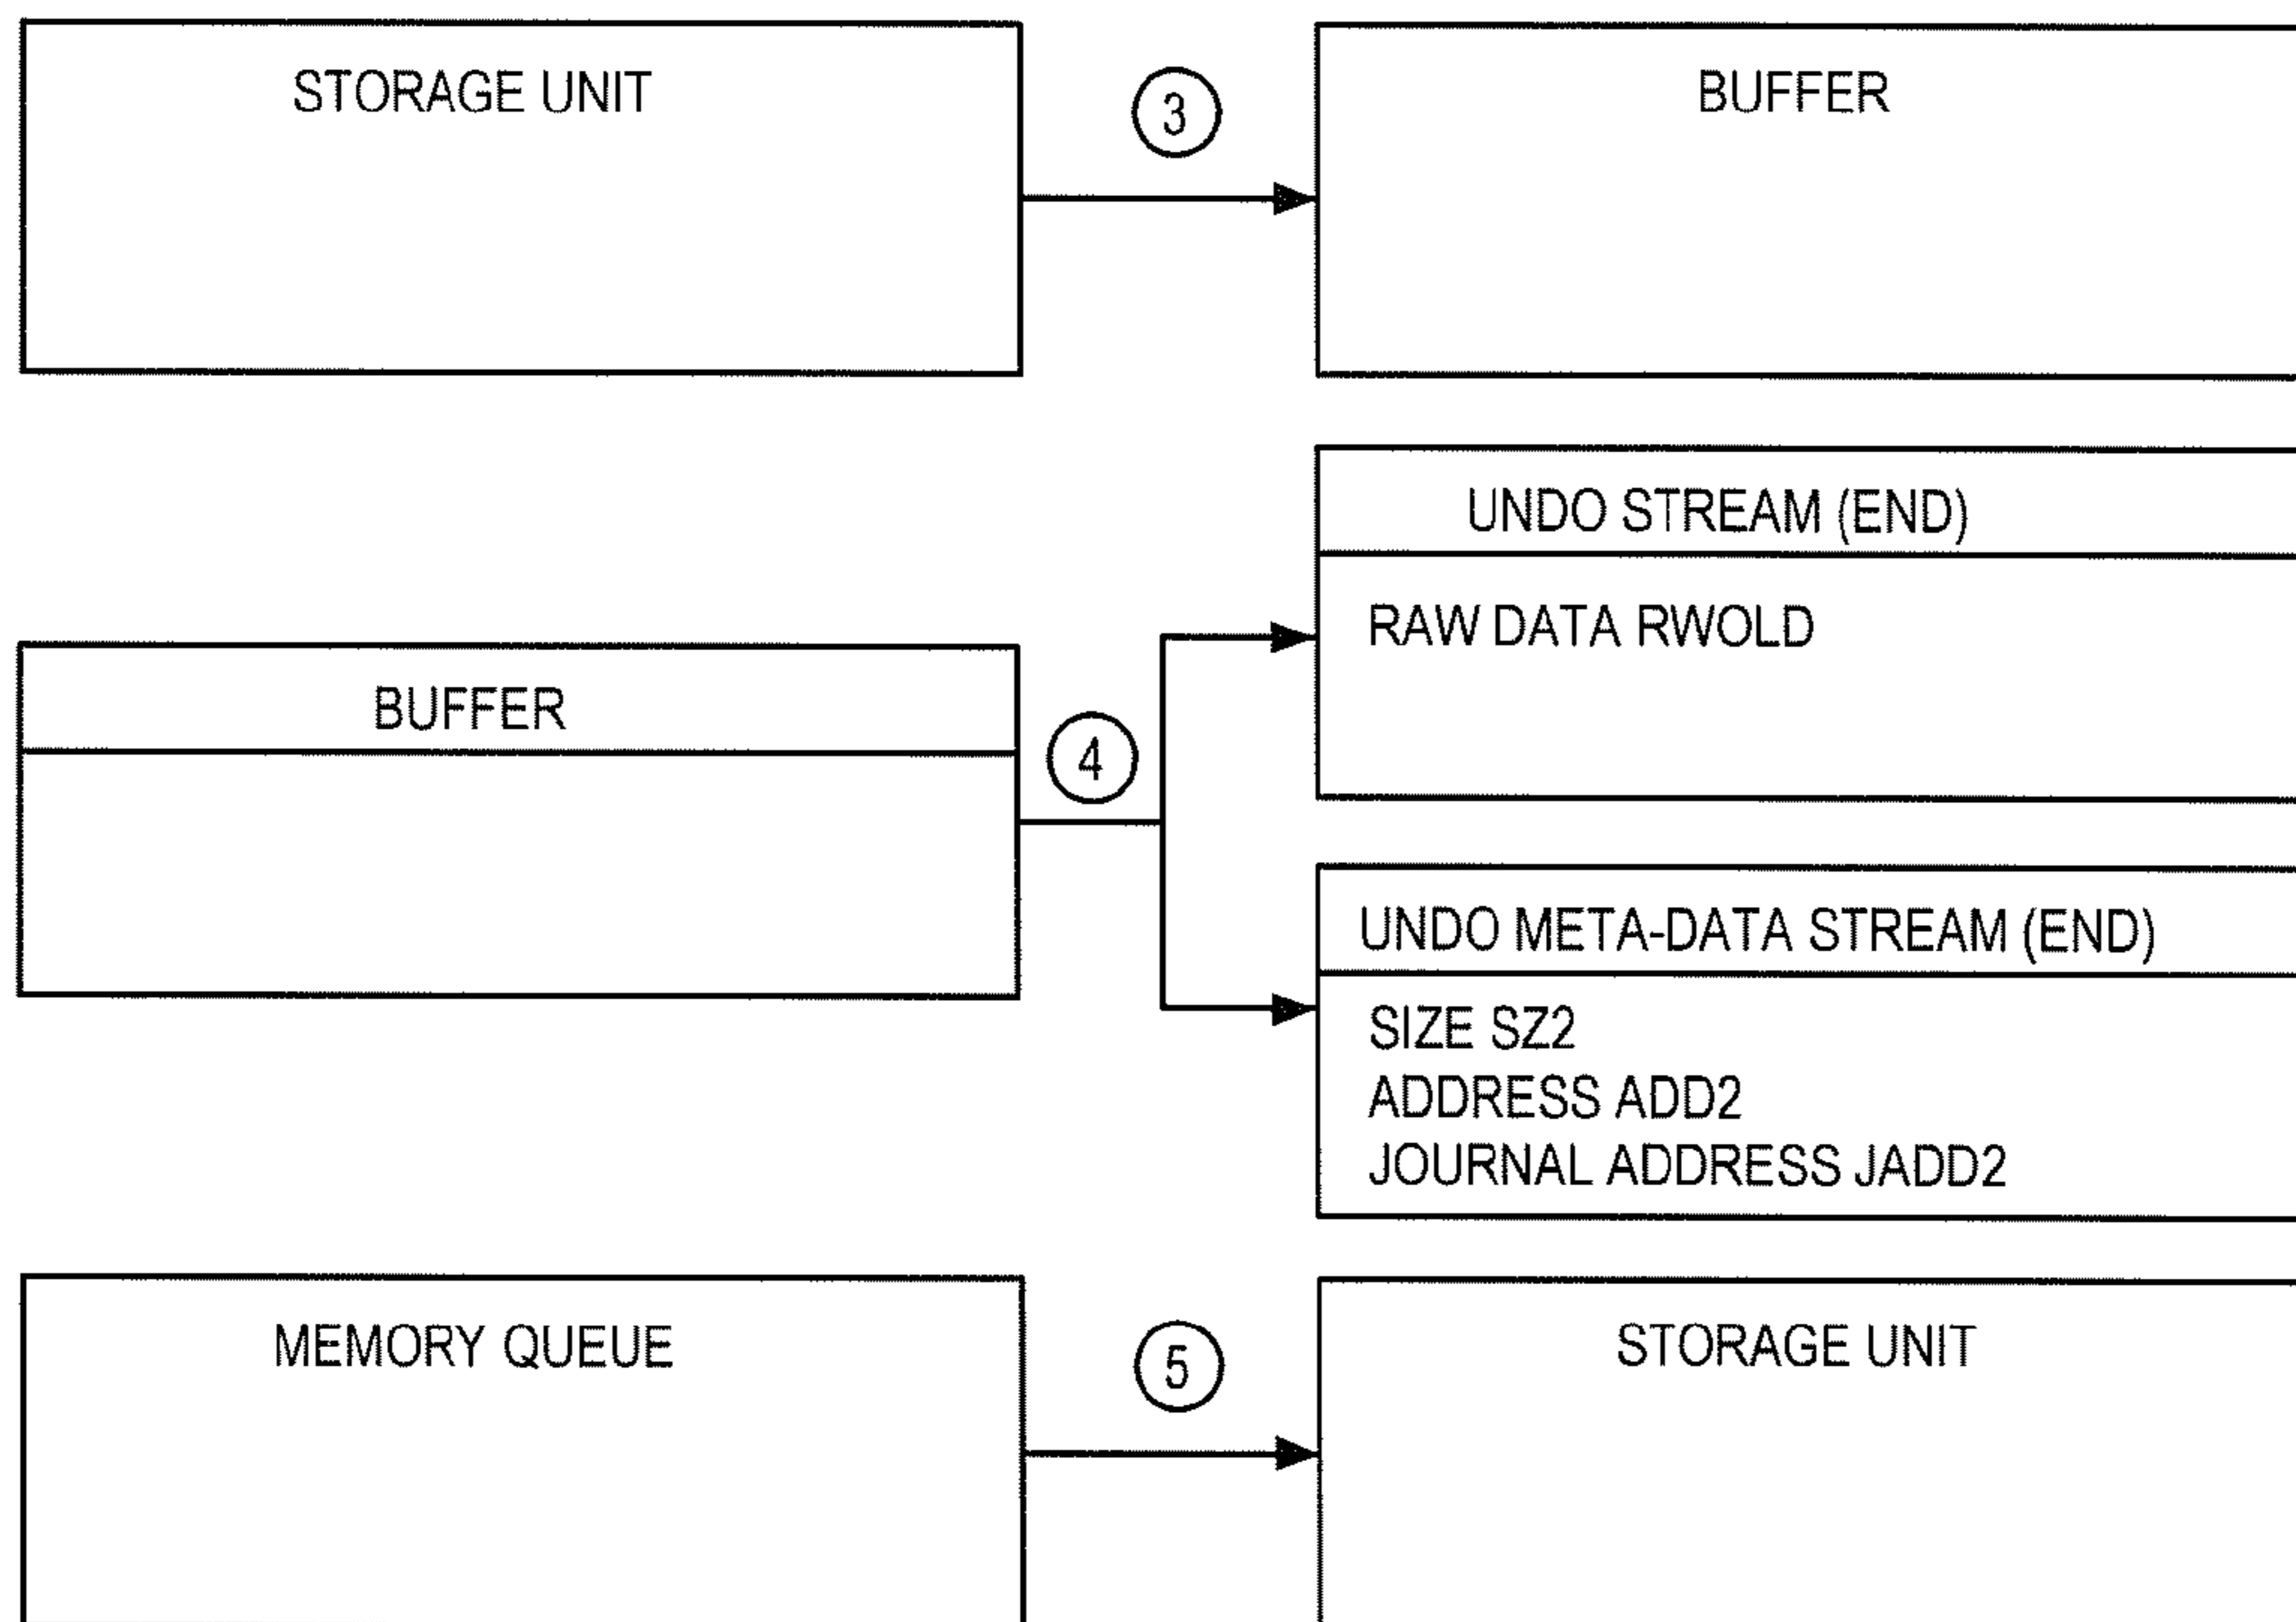 STORAGE UNIT
3
BUFFER
UNDO STREAM (END)
RAW DATA RWOLD
BUFFER
4
UNDO META-DATA STREAM (END)
SIZE SZ2
ADDRESS ADD2
JOURNAL ADDRESS JADD2
MEMORY QUEUE
5
STORAGE UNIT